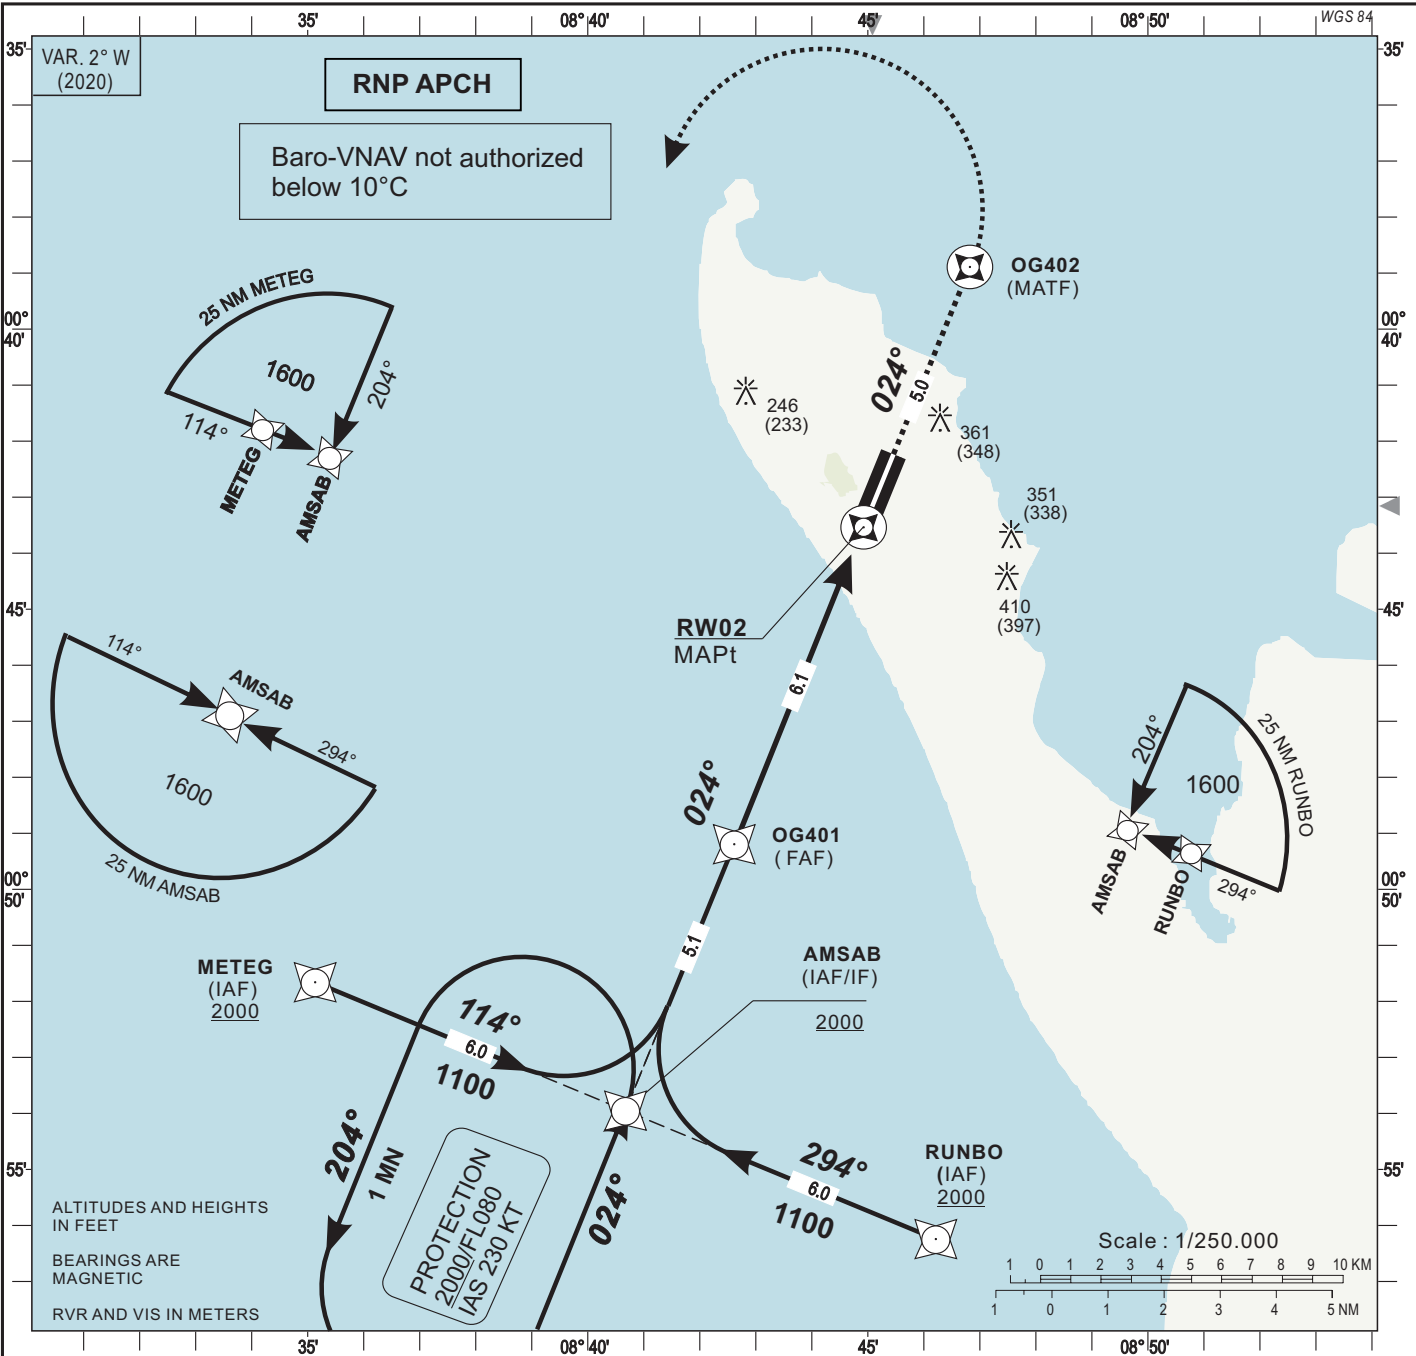 35'
08° 40'
45'
08° 50'
WGS 84
35'
35'
VAR. 2° W
(2020)
RNP APCH
Baro-VNAV not authorized
below 10°C
OG402
(MATF)
25 NM METEG
1600
204°
114°
METEG
AMSAB
00°
40'
00°
40'
024°
5.0
246
(233)
361
(348)
351
(338)
410
(397)
45'
45'
RW02
MAPt
6.1
114°
AMSAB
294°
1600
25 NM AMSAB
204°
25 NM RUNBO
1600
AMSAB
RUNBO
294°
024°
OG401
( FAF)
00°
50'
00°
50'
5.1
METEG
(IAF)
2000
AMSAB
(IAF/IF)
2000
114°
6.0
1100
204°
1 MN
PROTECTION
2000/FL080
IAS 230 KT
024°
294°
6.0
1100
RUNBO
(IAF)
2000
55'
55'
ALTITUDES AND HEIGHTS
IN FEET
BEARINGS ARE
MAGNETIC
RVR AND VIS IN METERS
Scale : 1/250.000
1 0 1 2 3 4 5 6 7 8 9 10 KM
1 0 1 2 3 4 5 NM
35'
08° 40'
45'
08° 50'